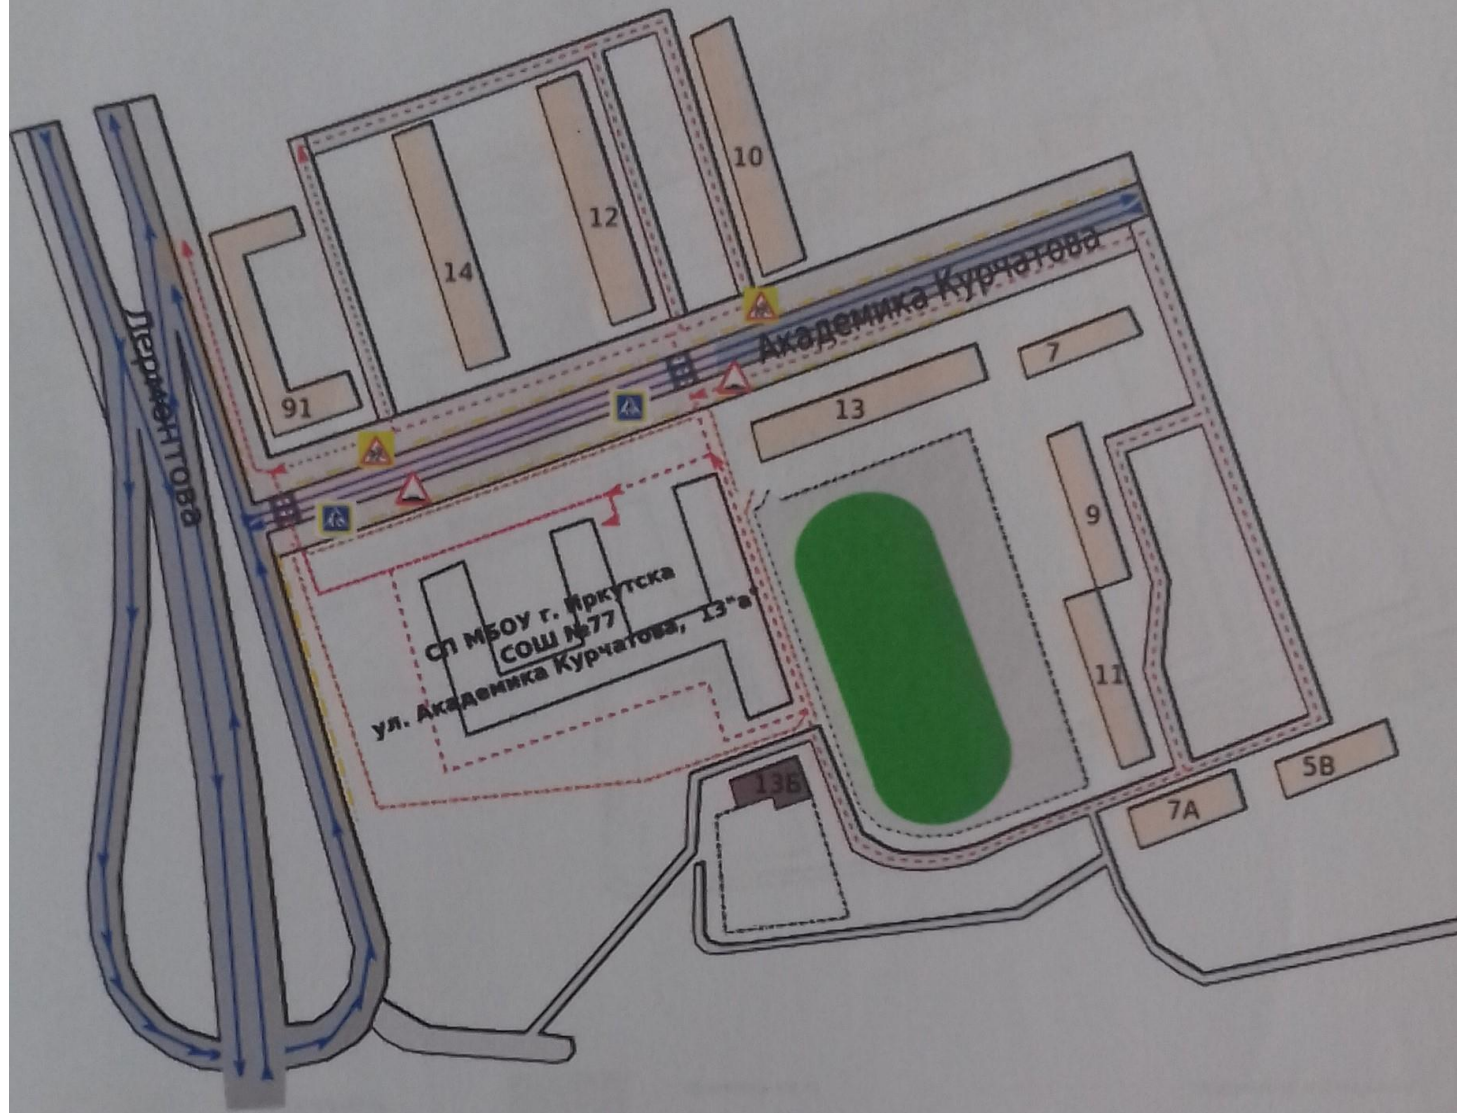 10
12
14
Академика Курчатова
Лермонтова
7
91
13
9
СП МБОУ г. Иркутска
СОШ №77
ул. Академика Курчатова, 13"а"
11
5В
13Б
7А